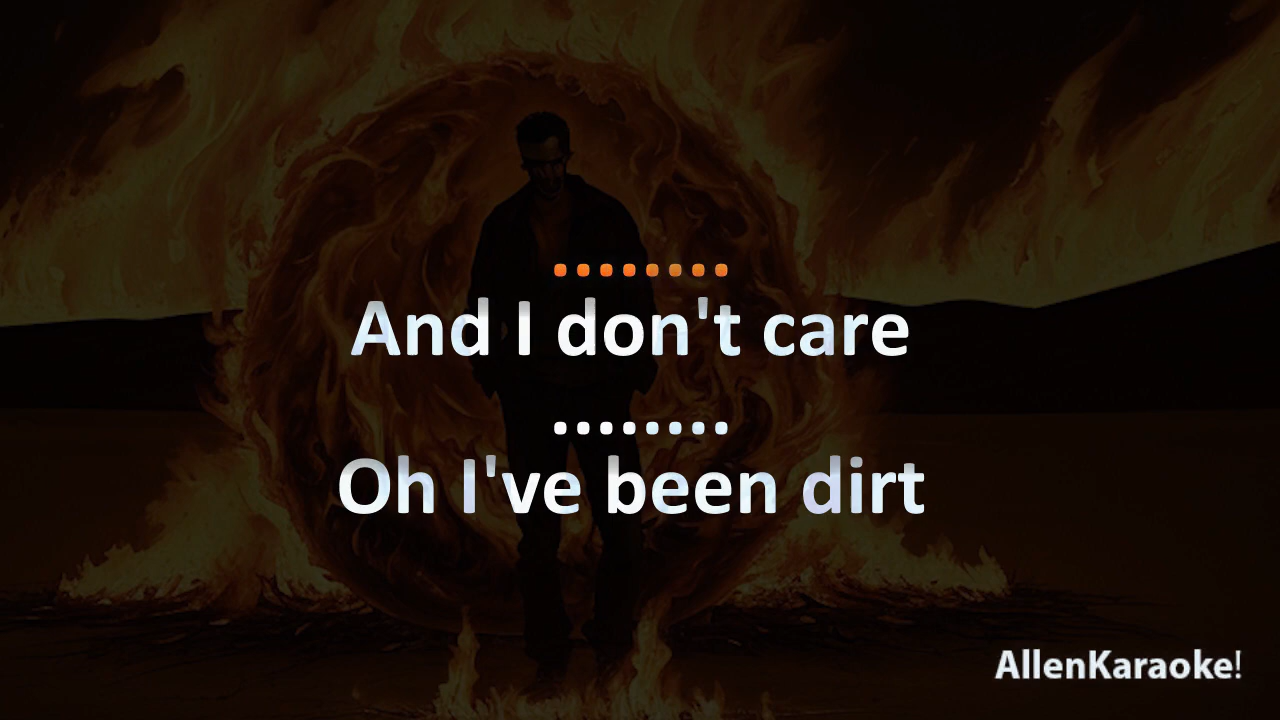 ........
And I don't care
........
Oh I've been dirt
AllenKaraoke!